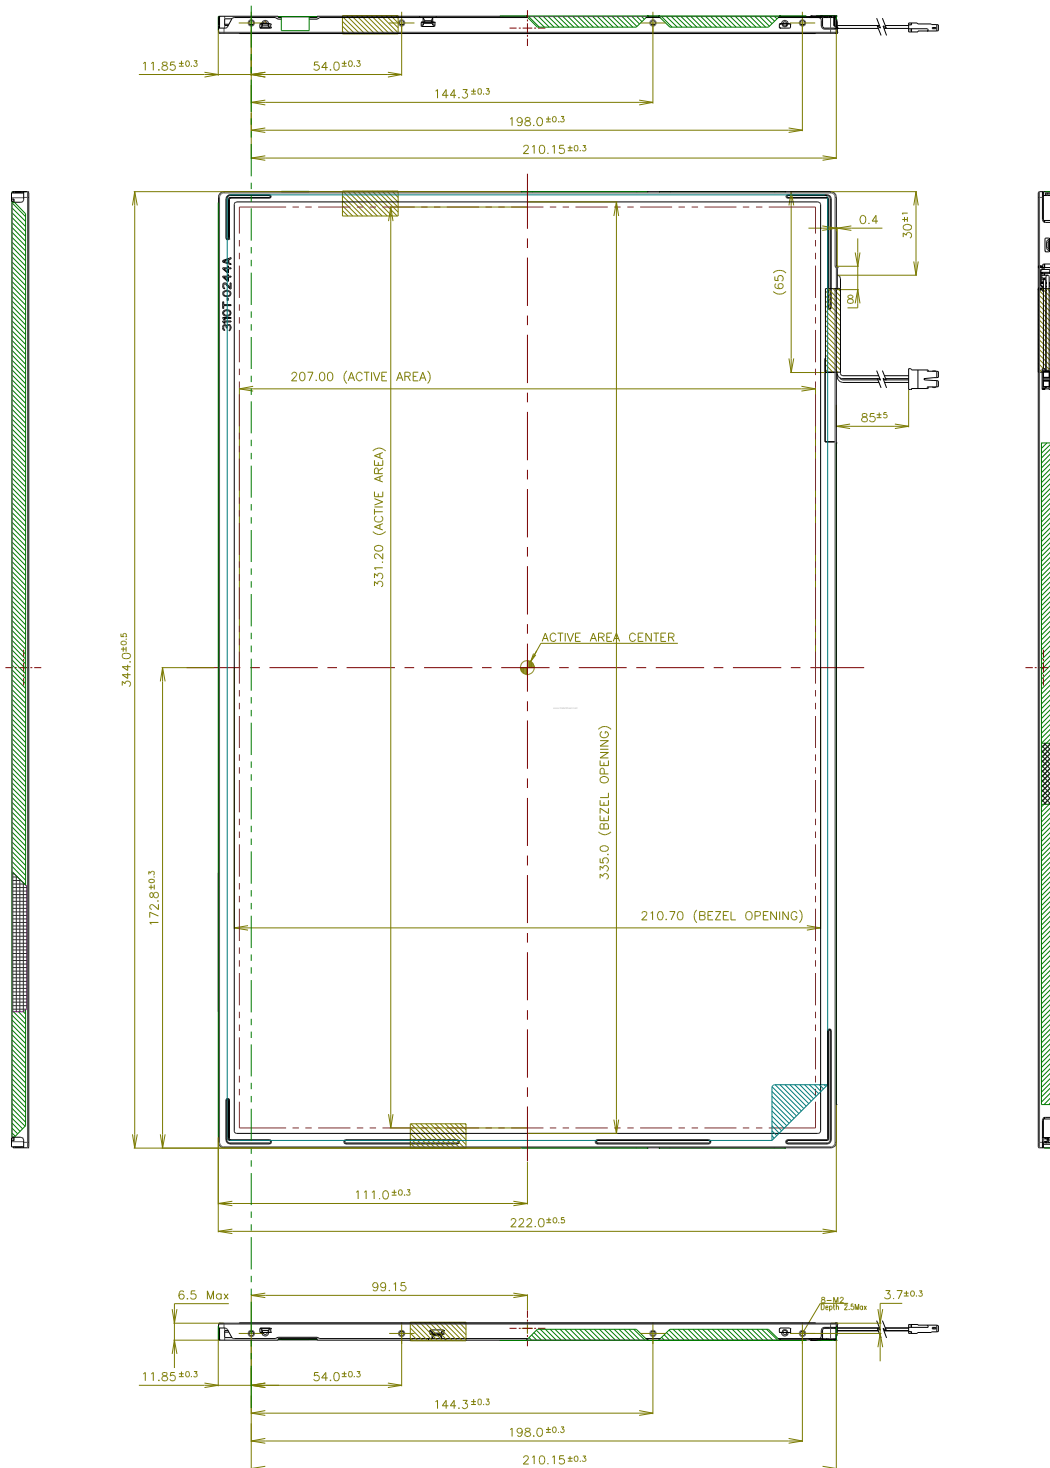 11.85±0.3
54.0±0.3
144.3±0.3
198.0±0.3
210.15±0.3
0.4
30±1
(65)
18
3110T-0244A
207.00 (ACTIVE AREA)
85±5
331.20 (ACTIVE AREA)
ACTIVE AREA CENTER
344.0±0.5
335.0 (BEZEL OPENING)
172.8±0.3
210.70 (BEZEL OPENING)
111.0±0.3
222.0±0.5
99.15
6.5 Max
8-M2
Depth 2.5Max
3.7±0.3
11.85±0.3
54.0±0.3
144.3±0.3
198.0±0.3
210.15±0.3